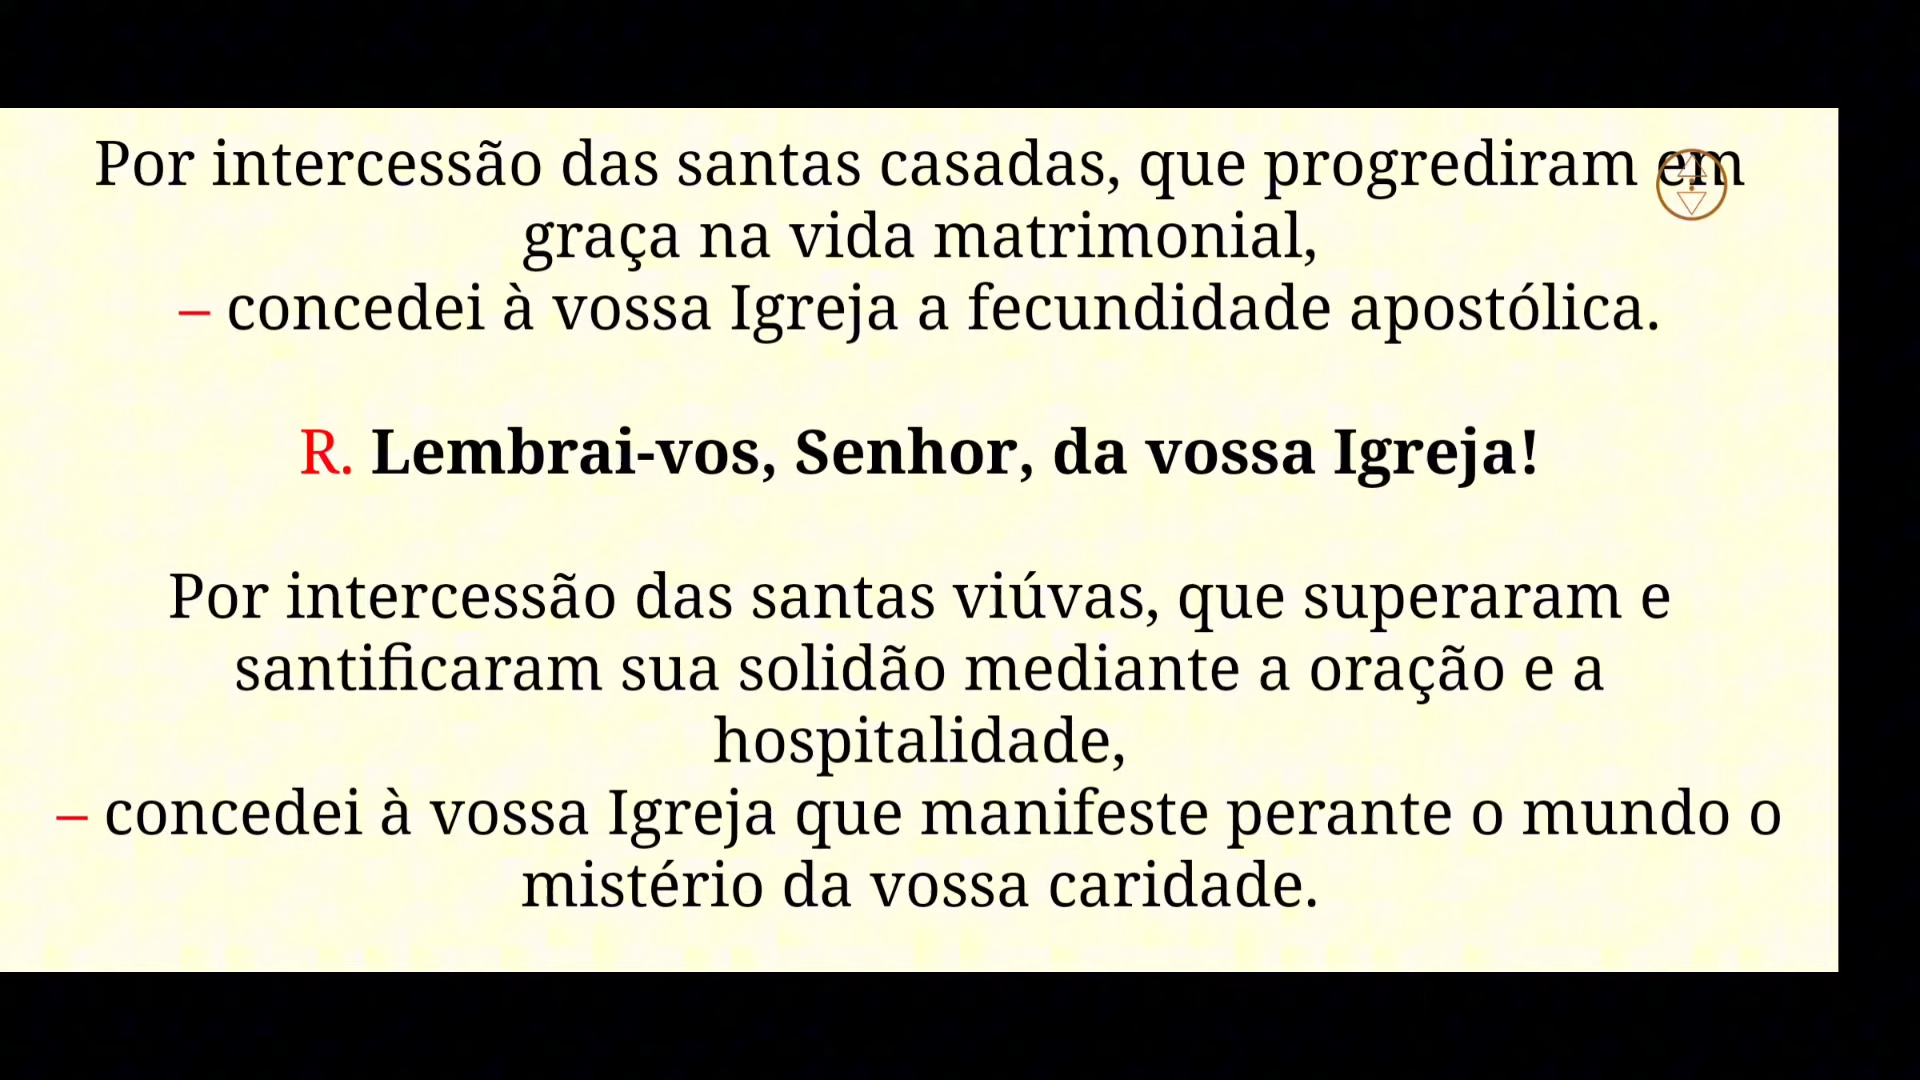 Por intercessão das santas casadas, que progrediram em
graça na vida matrimonial,
– concedei à vossa Igreja a fecundidade apostólica.
R. Lembrai-vos, Senhor, da vossa Igreja!
Por intercessão das santas viúvas, que superaram e
santificaram sua solidão mediante a oração e a
hospitalidade,
– concedei à vossa Igreja que manifeste perante o mundo o
mistério da vossa caridade.